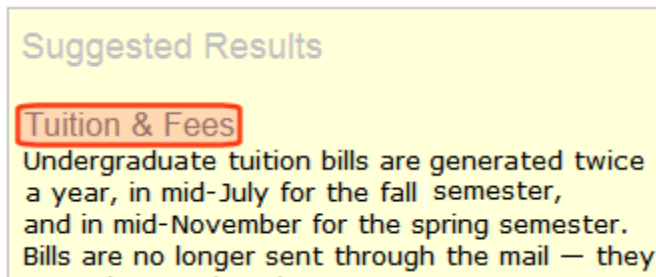 Suggested Results
Tuition & Fees
Undergraduate tuition bills are generated twice
a year, in mid-July for the fall semester,
and in mid-November for the spring semester.
Bills are no longer sent through the mail — they